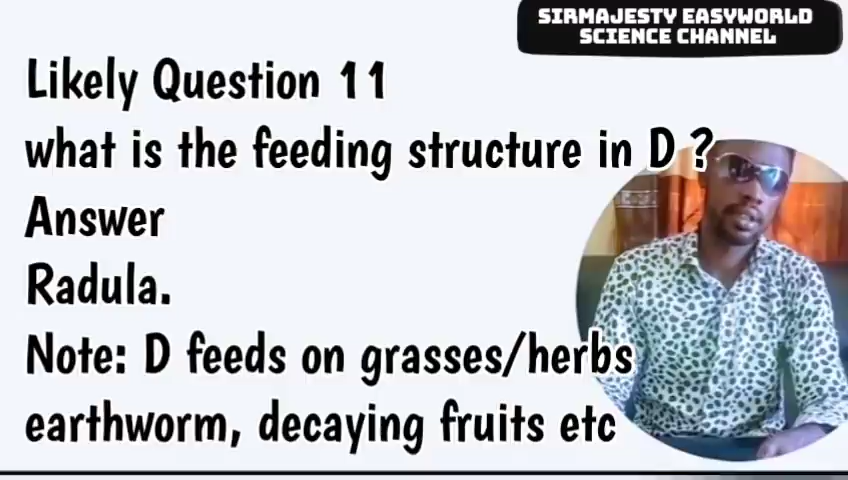 SIRMAJESTY EASYWORLD
SCIENCE CHANNEL
Likely Question 11
what is the feeding structure in D ?
Answer
Radula.
Note: D feeds on grasses/herbs
earthworm, decaying fruits etc